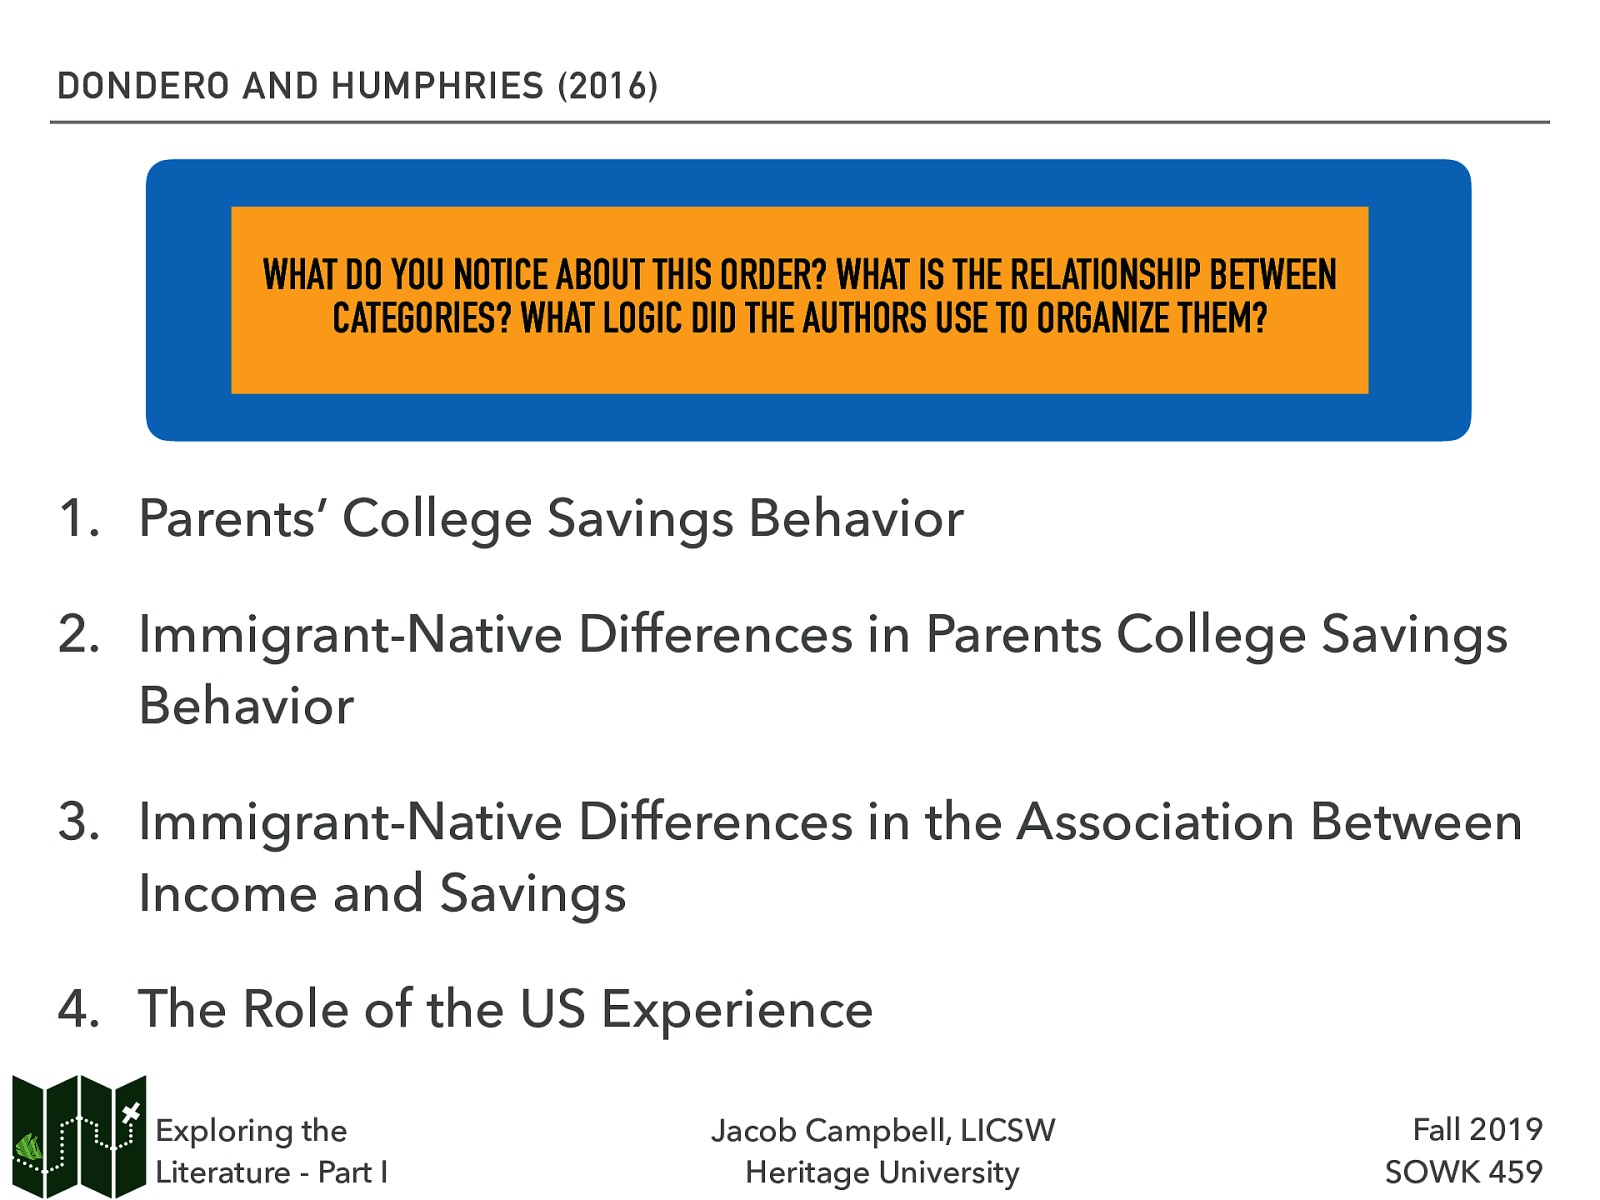 DONDERO AND HUMPHRIES (2016)
WHAT DO YOU NOTICE ABOUT THIS ORDER? WHAT IS THE RELATIONSHIP BETWEEN
CATEGORIES? WHAT LOGIC DID THE AUTHORS USE TO ORGANIZE THEM?
1. Parents’ College Savings Behavior
2. Immigrant-Native Differences in Parents College Savings
Behavior
3. Immigrant-Native Differences in the Association Between
Income and Savings
4. The Role of the US Experience
Exploring the
Literature - Part I
Jacob Campbell, LICSW
Heritage University
Fall 2019
SOWK 459